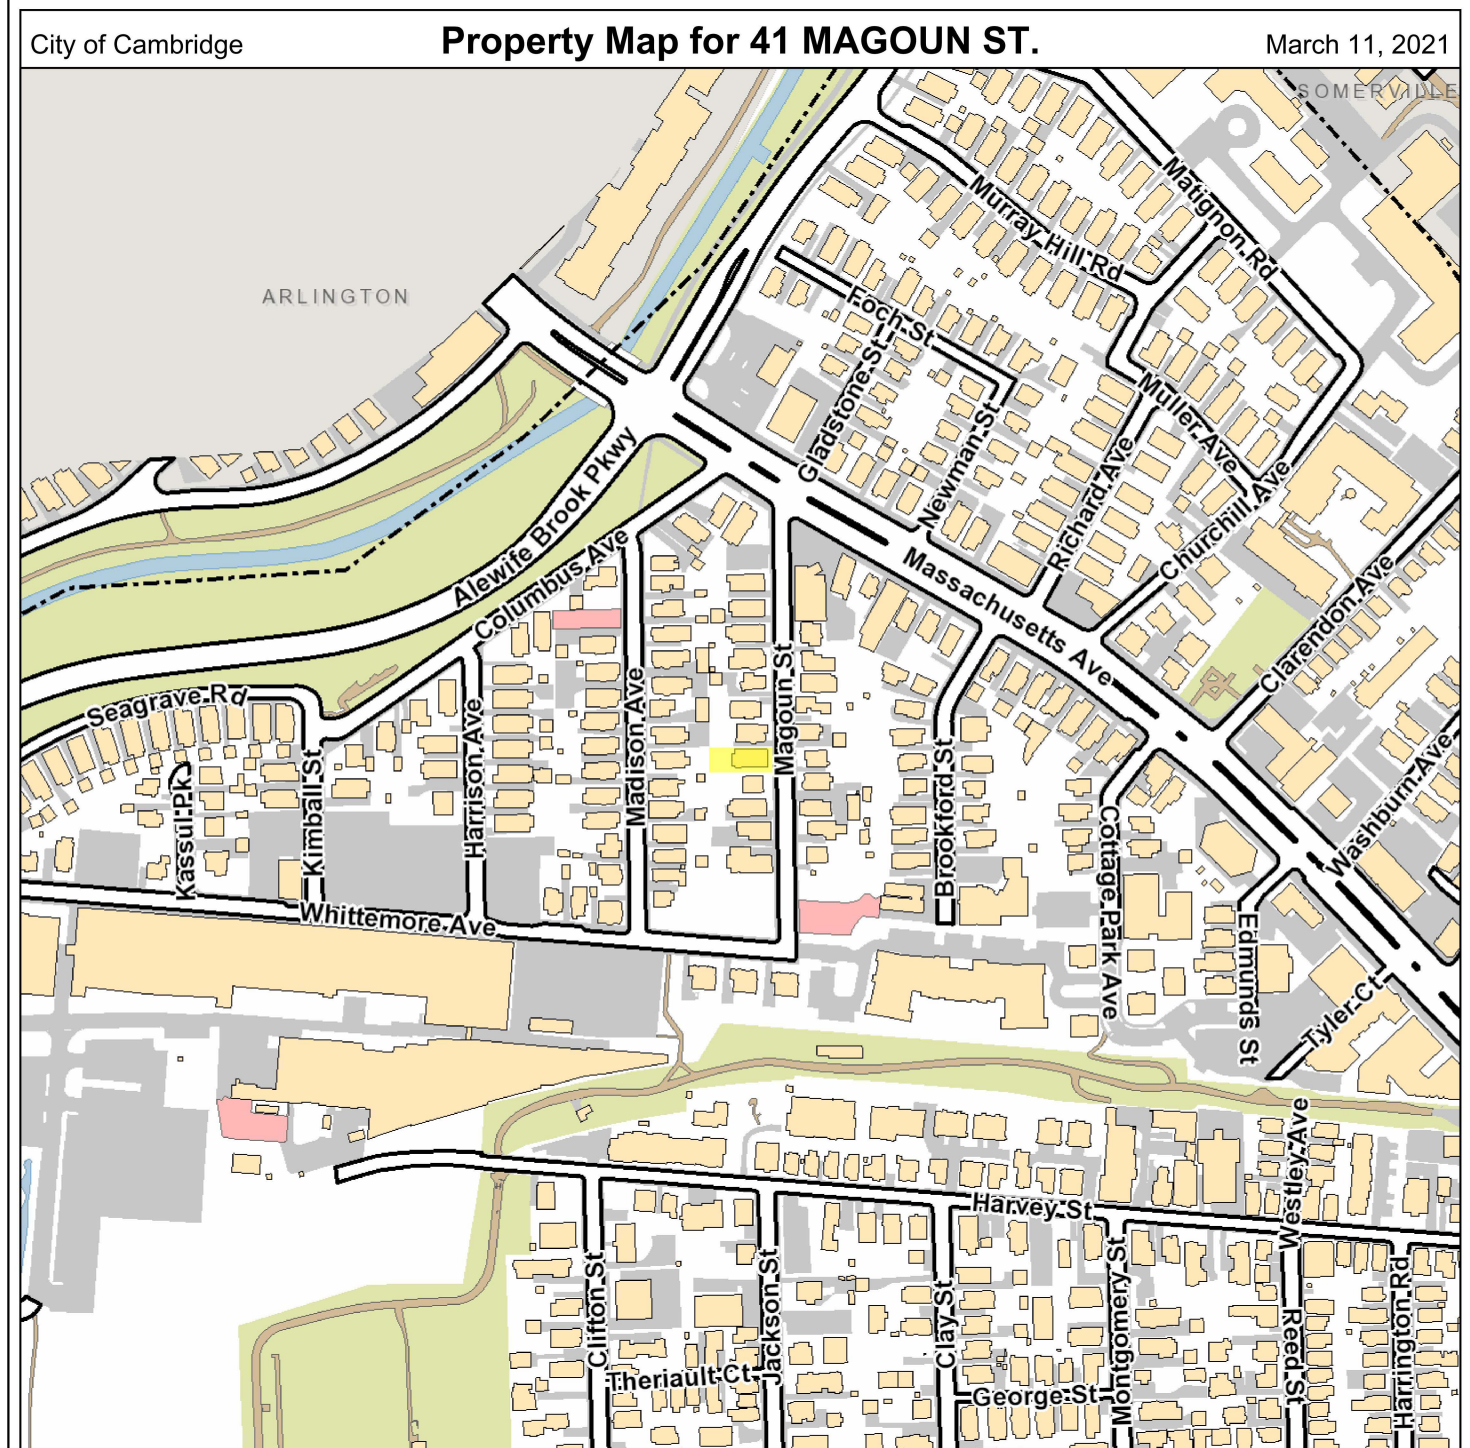 City of Cambridge
Property Map for 41 MAGOUN ST.
March 11, 2021
SOMERVILLE
ARLINGTON
Matignon Rd
Murray Hill Rd
Foch St
Gladstone St
Newman St
Muller Ave
Richard Ave
Churchill Ave
Alewife Brook Pkwy
Columbus Ave
Massachusetts Ave
Clarendon Ave
Seagrave Rd
Magoun St
Madison Ave
Harrison Ave
Kimball St
Kassul Pk
Brookford St
Cottage Park Ave
Washburn Ave
Whittemore Ave
Edmunds St
Tyler Ct
Westley Ave
Harvey St
Clifton St
Jackson St
Clay St
Montgomery St
Reed St
Harrington Rd
Theriault Ct
George St